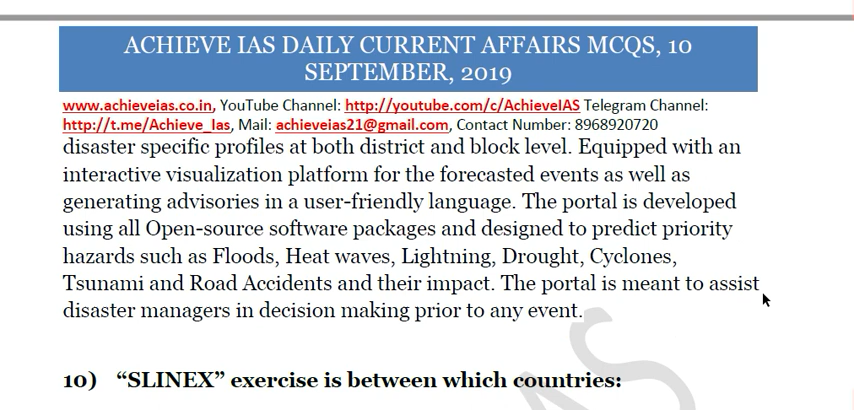 ACHIEVE IAS DAILY CURRENT AFFAIRS MCQS, 10
SEPTEMBER, 2019
www.achieveias.co.in, YouTube Channel: http://youtube.com/c/AchieveIAS Telegram Channel:
http://t.me/Achieve_Ias, Mail: achieveias21@gmail.com, Contact Number: 8968920720
disaster specific profiles at both district and block level. Equipped with an
interactive visualization platform for the forecasted events as well as
generating advisories in a user-friendly language. The portal is developed
using all Open-source software packages and designed to predict priority
hazards such as Floods, Heat waves, Lightning, Drought, Cyclones,
Tsunami and Road Accidents and their impact. The portal is meant to assist
disaster managers in decision making prior to any event.
10) “SLINEX” exercise is between which countries: